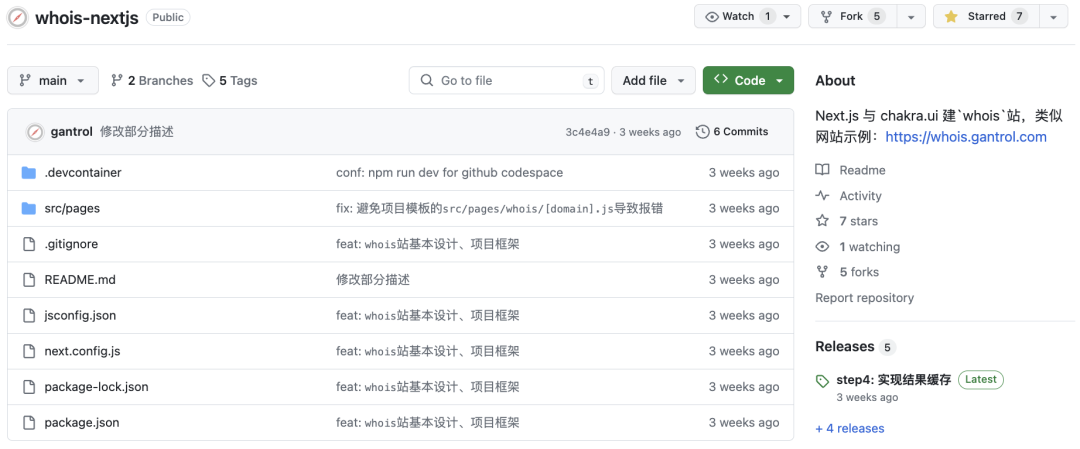 whois-nextjs Public Watch 1 Fork 5 Starred 7
main 2 Branches 5 Tags Go to file t Add file Code
gantrol 修改部分描述 3c4e4a9 · 3 weeks ago 6 Commits
.devcontainer conf: npm run dev for github codespace 3 weeks ago
src/pages fix: 避免项目模板的src/pages/whois/[domain].js导致报错 3 weeks ago
.gitignore feat: whois站基本设计、项目框架 3 weeks ago
README.md 修改部分描述 3 weeks ago
jsconfig.json feat: whois站基本设计、项目框架 3 weeks ago
next.config.js feat: whois站基本设计、项目框架 3 weeks ago
package-lock.json feat: whois站基本设计、项目框架 3 weeks ago
package.json feat: whois站基本设计、项目框架 3 weeks ago
About
Next.js 与 chakra.ui 建`whois`站，类似
网站示例：https://whois.gantrol.com
Readme
Activity
7 stars
1 watching
5 forks
Report repository
Releases 5
step4: 实现结果缓存 Latest
3 weeks ago
+ 4 releases